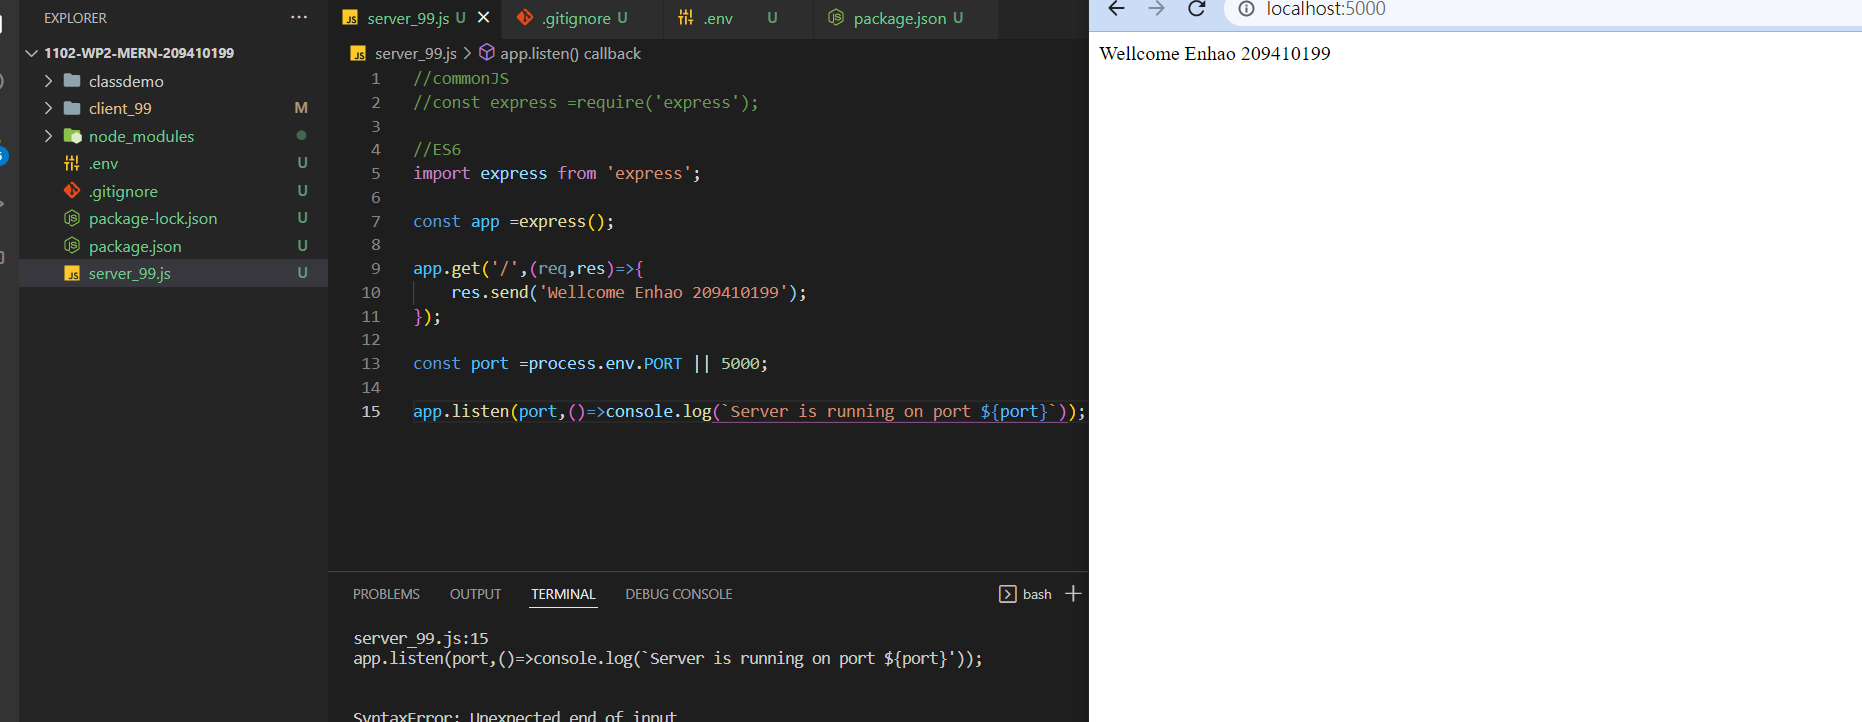 EXPLORER ···
1102-WP2-MERN-209410199
classdemo
client_99 M
node_modules
.env U
.gitignore U
package-lock.json U
package.json U
server_99.js U
server_99.js U
.gitignore U
.env U
package.json U
server_99.js > app.listen() callback
1 //commonJS
2 //const express =require('express');
3
4 //ES6
5 import express from 'express';
6
7 const app =express();
8
9 app.get('/',(req,res)=>{
10 res.send('Wellcome Enhao 209410199');
11 });
12
13 const port =process.env.PORT || 5000;
14
15 app.listen(port,()=>console.log(`Server is running on port ${port}`));
PROBLEMS OUTPUT TERMINAL DEBUG CONSOLE
bash
server_99.js:15
app.listen(port,()=>console.log(`Server is running on port ${port}'));
SyntaxError: Unexpected end of input
localhost:5000
Wellcome Enhao 209410199